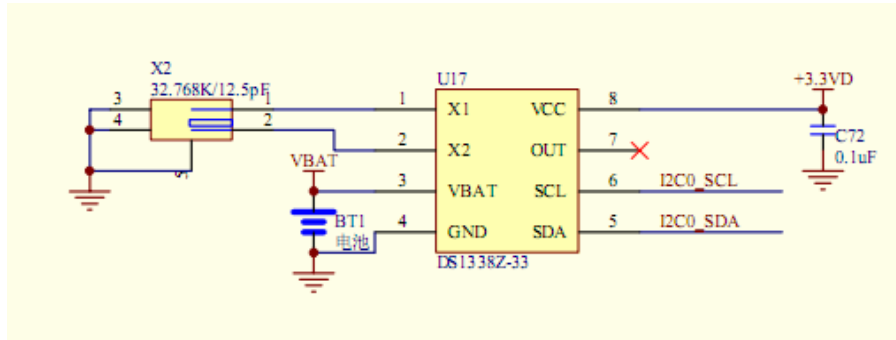 X2
32.768K/12.5pF
3
4
1
2
5
VBAT
BT1
电池
U17
1
2
3
4
X1
X2
VBAT
GND
VCC
OUT
SCL
SDA
8
7
6
5
DS1338Z-33
I2C0_SCL
I2C0_SDA
+3.3VD
C72
0.1uF